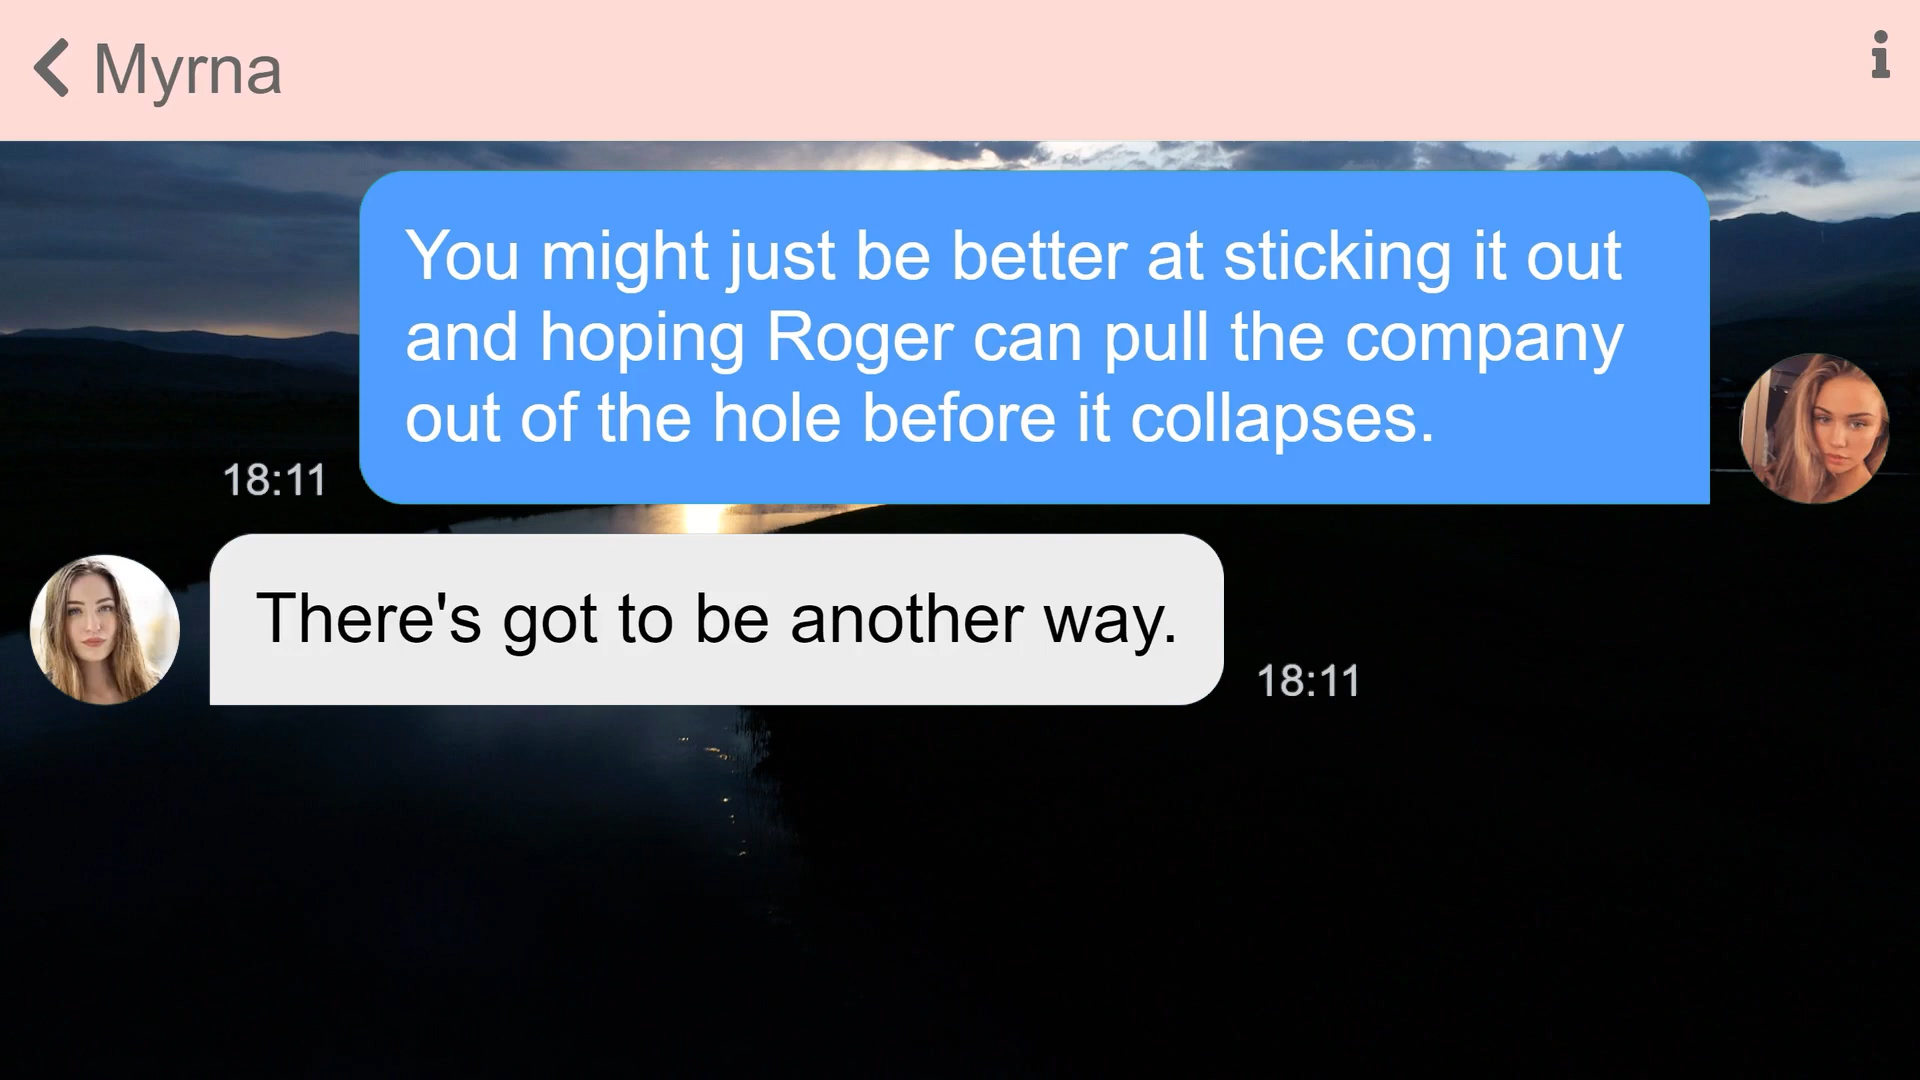 Myrna
You might just be better at sticking it out
and hoping Roger can pull the company
out of the hole before it collapses.
18:11
There's got to be another way.
18:11